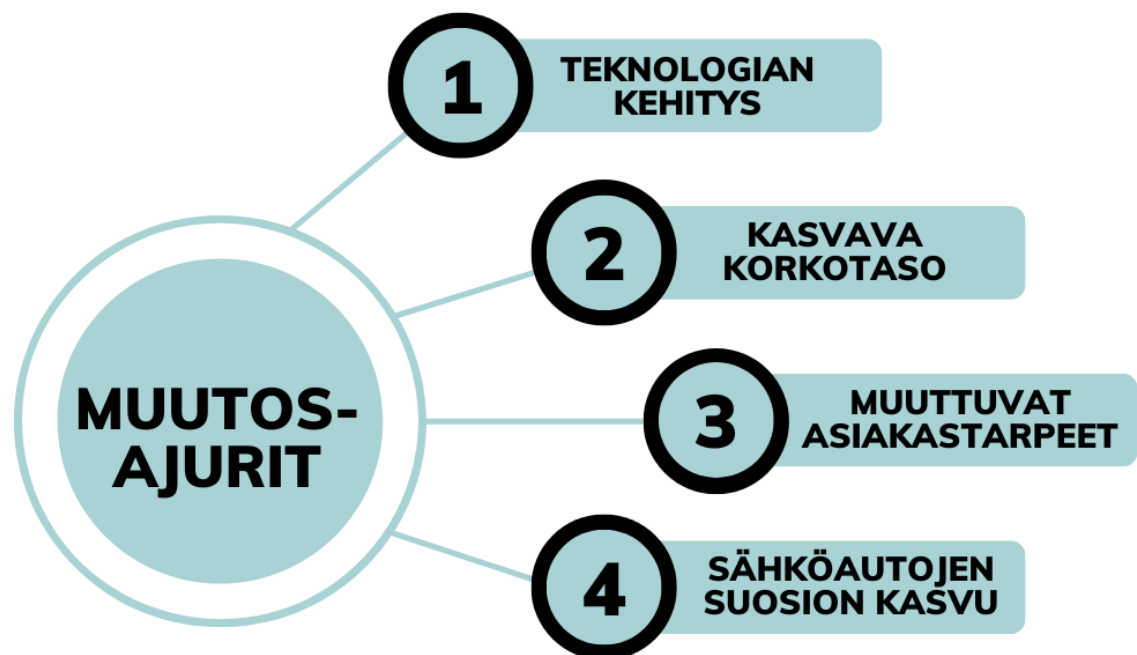 MUUTOS-
AJURIT
1
TEKNOLOGIAN
KEHITYS
2
KASVAVA
KORKOTASO
3
MUUTTUVAT
ASIAKASTARPEET
4
SÄHKÖAUTOJEN
SUOSION KASVU